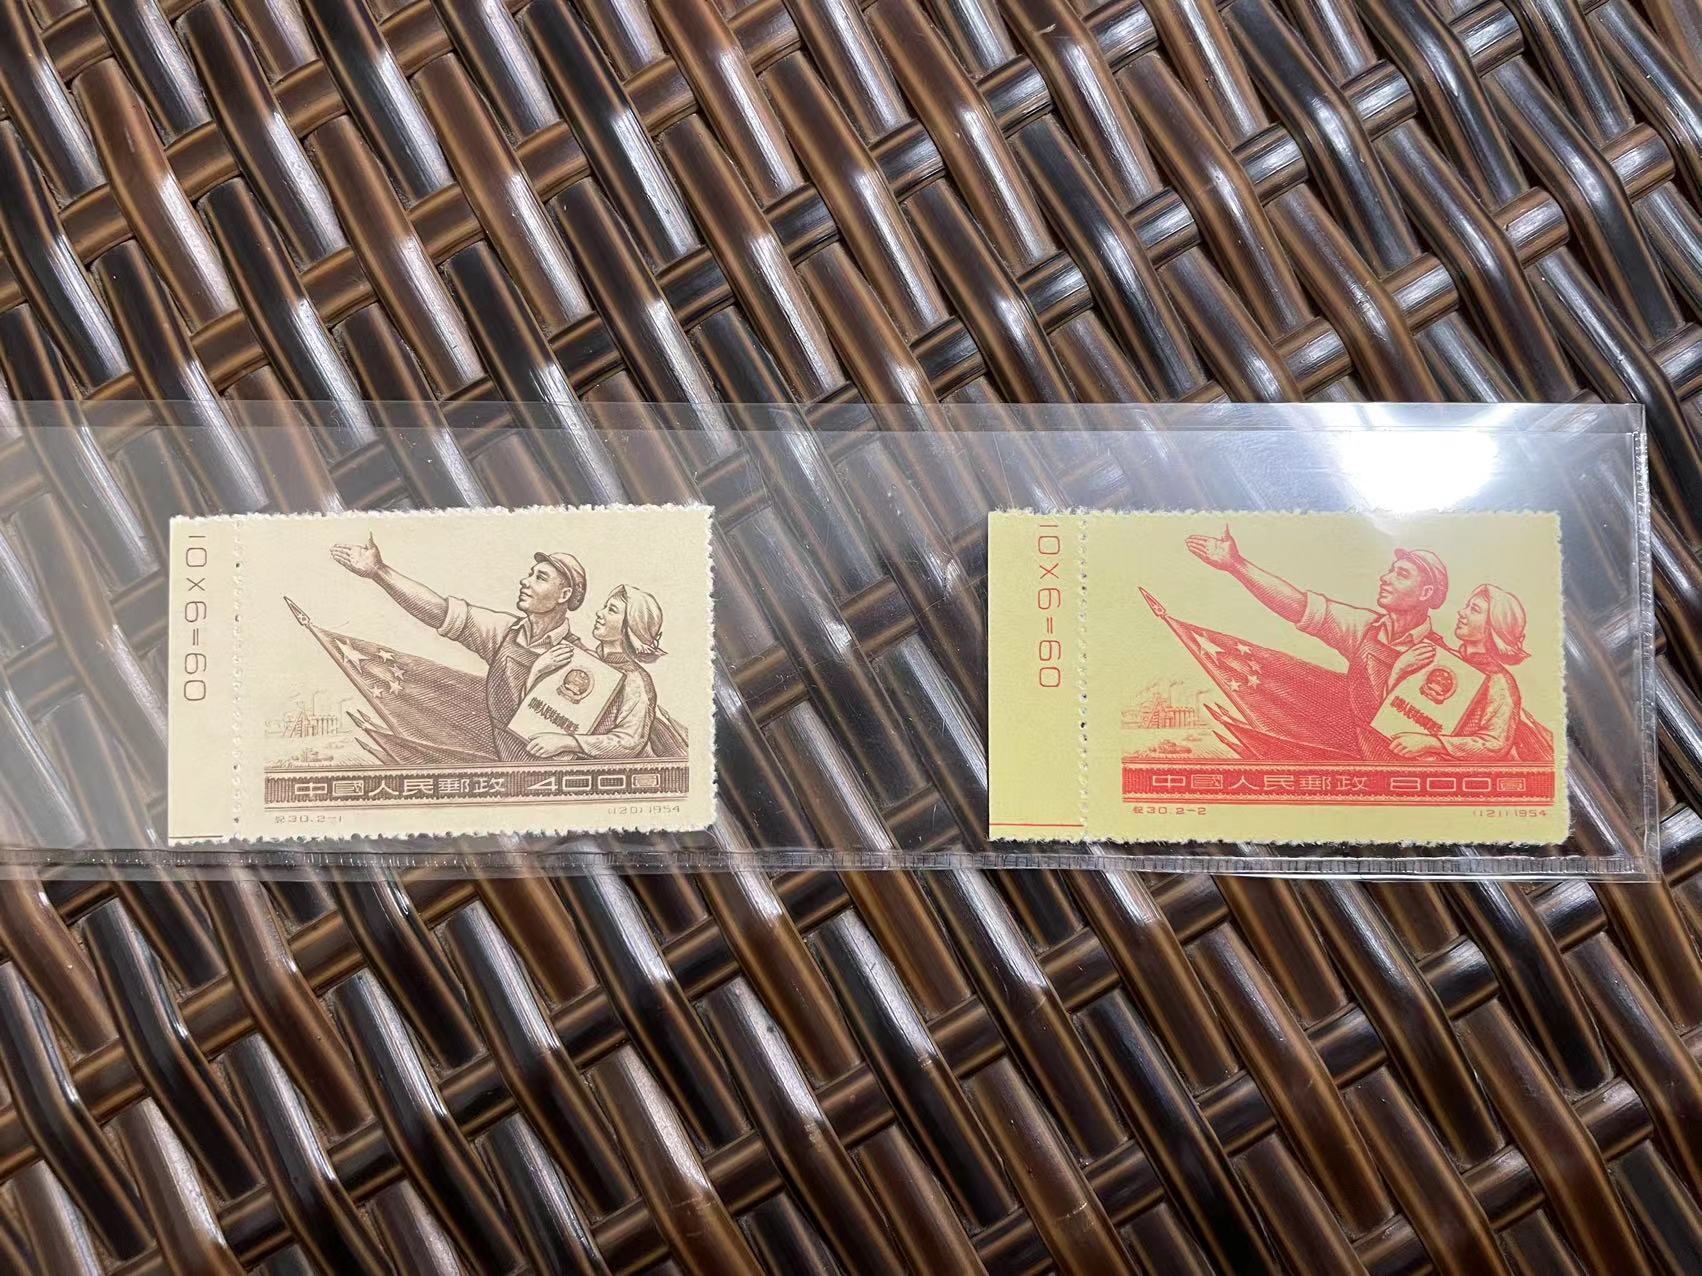 10×6=60
中國人民郵政 400圓
紀30.2-1 (120) 1954
10×6=60
中國人民郵政 800圓
紀30.2-2 (121) 1954